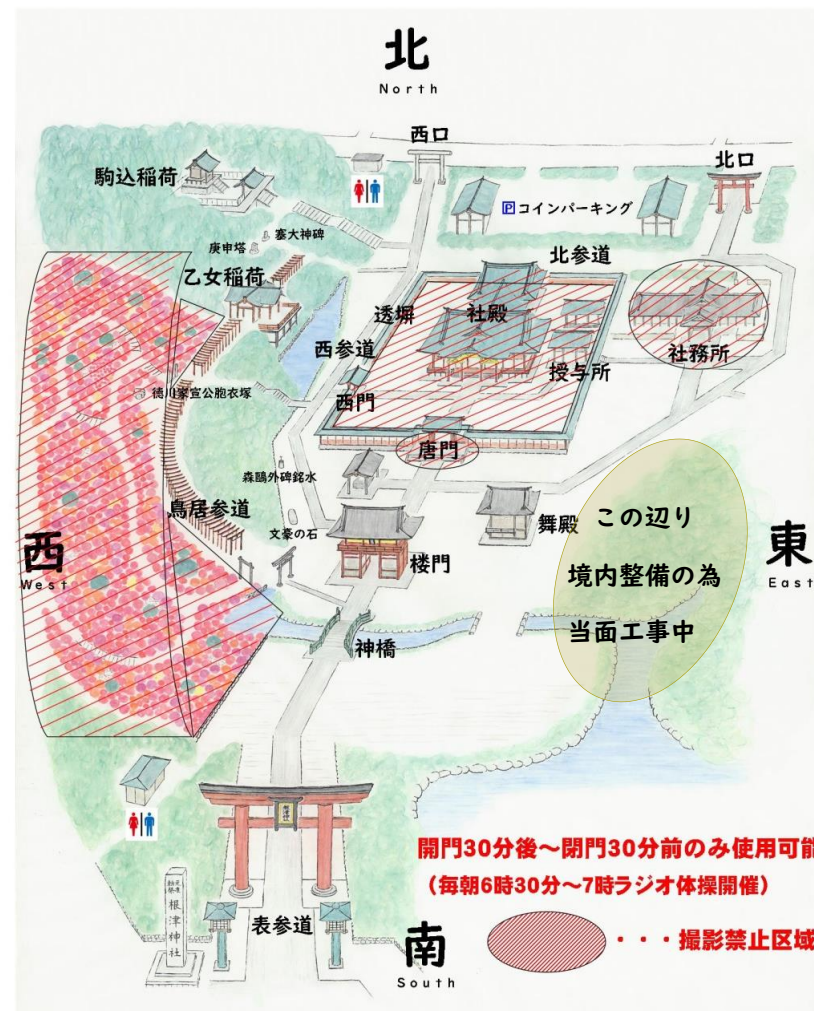 北
North
西口
北口
駒込稲荷
Pコインパーキング
塞大神碑
庚申塔
北参道
乙女稲荷
透塀
社殿
西参道
社務所
授与所
徳川家宣公胞衣塚
西門
唐門
森鷗外碑銘水
鳥居参道
文豪の石
舞殿
この辺り
境内整備の為
当面工事中
西
West
東
East
楼門
神橋
根津神社
開門30分後～閉門30分前のみ使用可能
（毎朝6時30分～7時ラジオ体操開催）
表参道
南
South
・・・撮影禁止区域